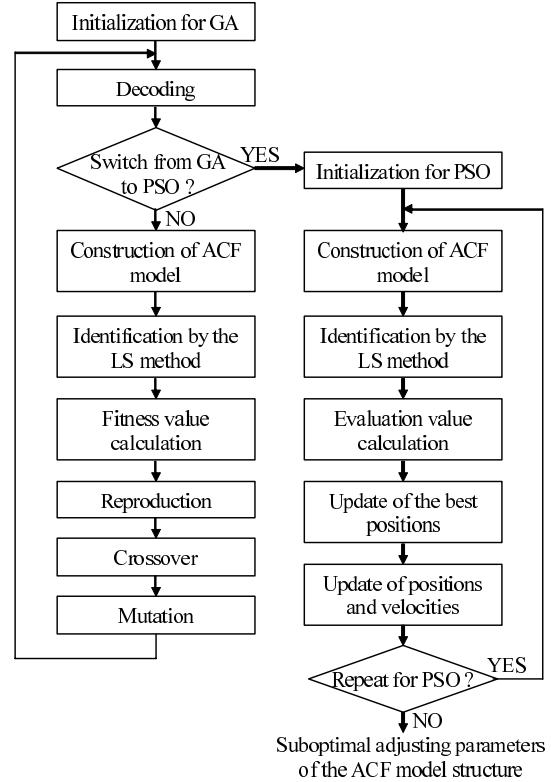 Initialization for GA
Decoding
Switch from GA
to PSO ?
YES
NO
Construction of ACF
model
Identification by the
LS method
Fitness value
calculation
Reproduction
Crossover
Mutation
Initialization for PSO
Construction of ACF
model
Identification by the
LS method
Evaluation value
calculation
Update of the best
positions
Update of positions
and velocities
Repeat for PSO ?
YES
NO
Suboptimal adjusting parameters
of the ACF model structure